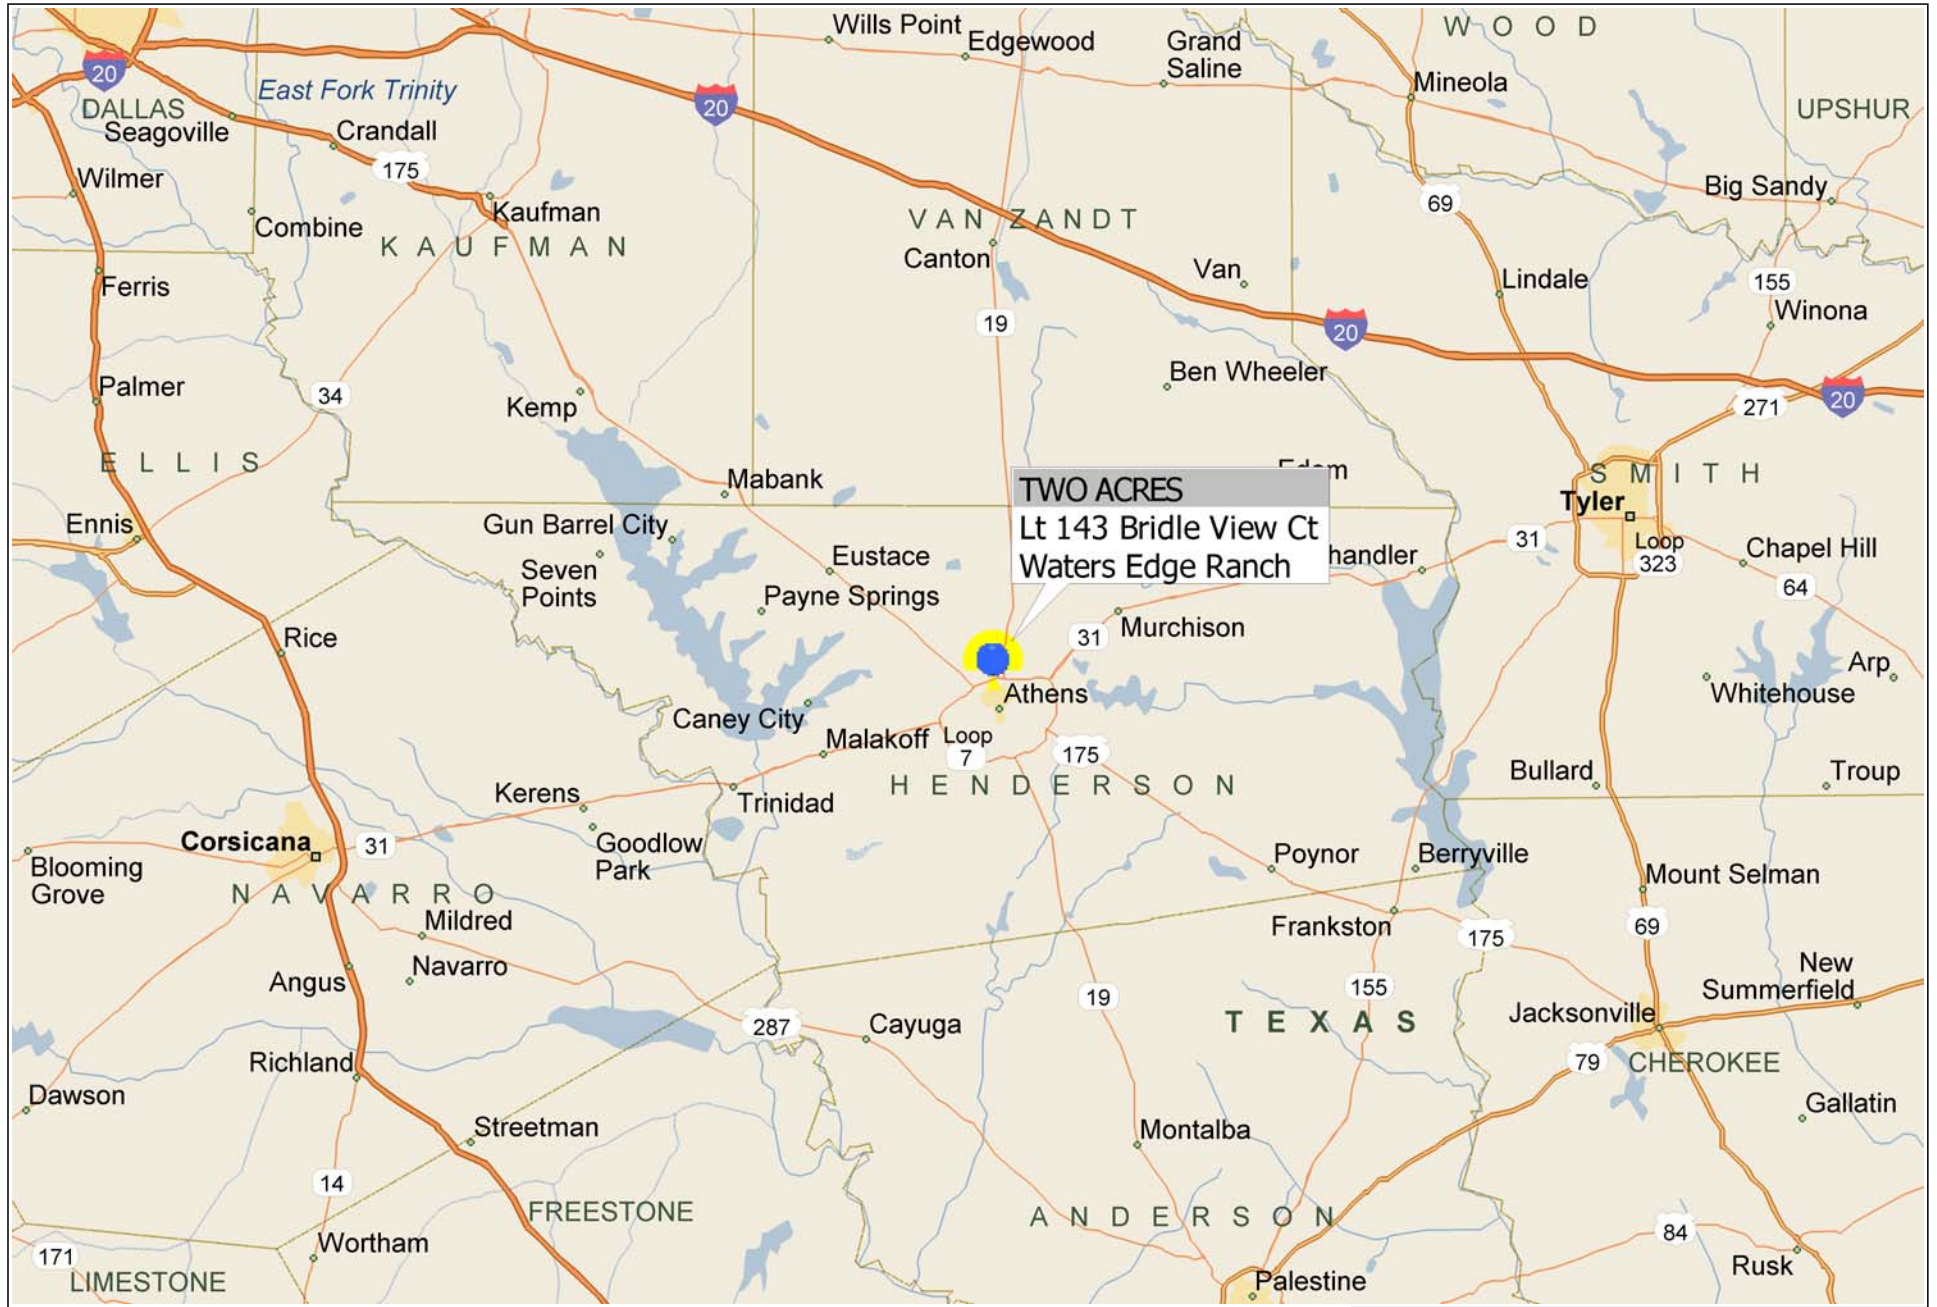 Wills Point
Edgewood
Grand
Saline
W O O D
Mineola
UPSHUR
20
DALLAS
East Fork Trinity
Seagoville
Crandall
20
175
Wilmer
Kaufman
Combine
K A U F M A N
V A N Z A N D T
Canton
69
Big Sandy
Ferris
Van
Lindale
155
Winona
19
20
Palmer
34
Kemp
Ben Wheeler
271
20
E L L I S
Mabank
S M I T H
Tyler
TWO ACRES
Lt 143 Bridle View Ct
Waters Edge Ranch
Ennis
Gun Barrel City
Seven
Points
Eustace
Payne Springs
handler
31
Loop
323
Chapel Hill
64
Rice
31
Murchison
Arp
Whitehouse
Athens
Caney City
Malakoff
Loop
7
175
H E N D E R S O N
Bullard
Troup
Kerens
Trinidad
Corsicana
31
Goodlow
Park
Blooming
Grove
N A V A R R O
Poynor
Berryville
Mount Selman
Mildred
Frankston
175
69
Angus
Navarro
19
155
New
Summerfield
287
Cayuga
T E X A S
Jacksonville
Richland
79
CHEROKEE
Dawson
Gallatin
Streetman
Montalba
14
FREESTONE
A N D E R S O N
84
171
Wortham
Rusk
LIMESTONE
Palestine